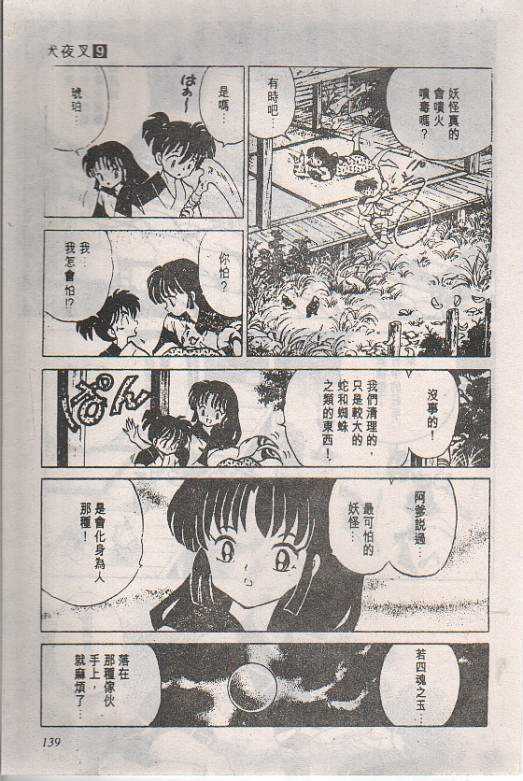 犬夜叉9
妖怪真的
會噴火
噴毒嗎？
有時吧…
是嗎…
はぁ～
琥珀…
你怕？
我…
我怎會
怕!?
沒事的！
我們清理的，
只是較大的
蛇和蜘蛛
之類的東西！
ぽん
阿爹說過…
最可怕的
妖怪…
是會化身為人
那種！
若四魂之玉…
落在
那種傢伙
手上，
就麻煩了…
139